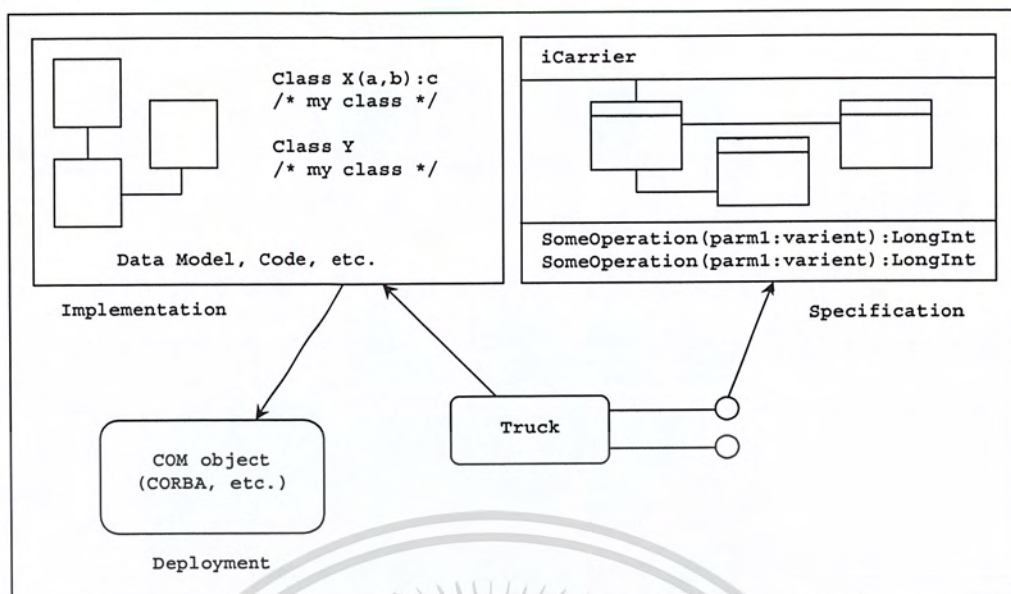 Class X(a,b):c
/* my class */
Class Y
/* my class */
Data Model, Code, etc.
Implementation
iCarrier
SomeOperation(parm1:varient):LongInt
SomeOperation(parm1:varient):LongInt
Specification
Truck
COM object
(CORBA, etc.)
Deployment